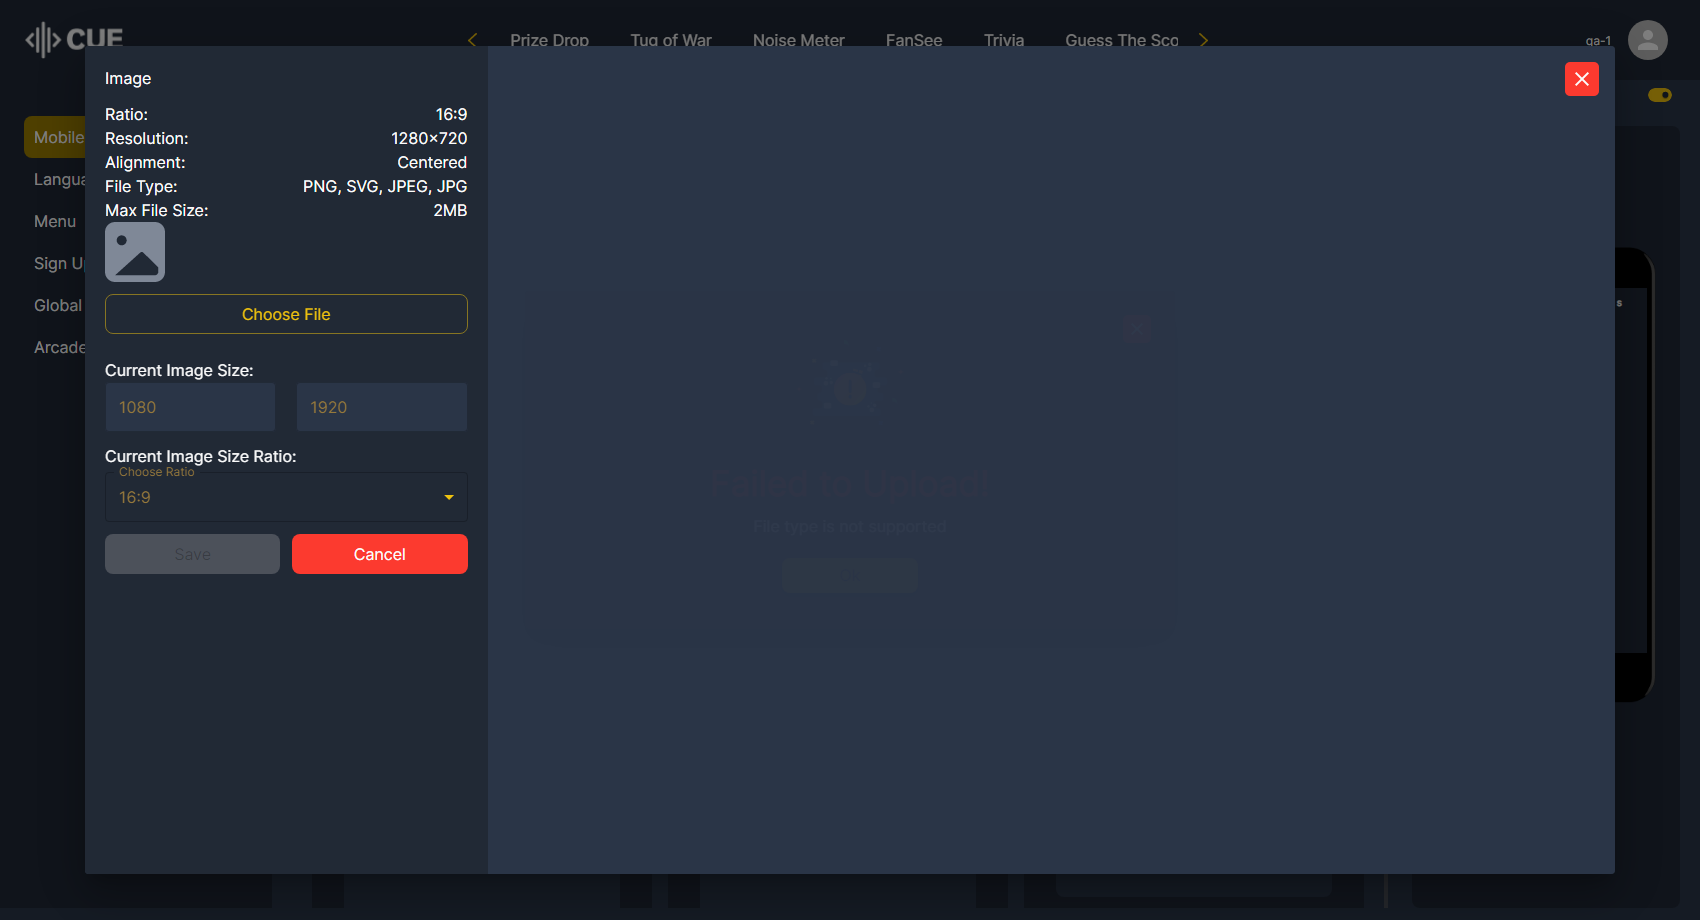 CUE
Prize Drop Tug of War Noise Meter FanSee Trivia Guess The Sco
qa-1
Mobile
Langua
Menu
Sign U
Global
Arcade
Image
Ratio: 16:9
Resolution: 1280×720
Alignment: Centered
File Type: PNG, SVG, JPEG, JPG
Max File Size: 2MB
Choose File
Current Image Size:
1080 1920
Current Image Size Ratio:
Choose Ratio
16:9
Save Cancel
Failed to Upload!
File type is not supported
s